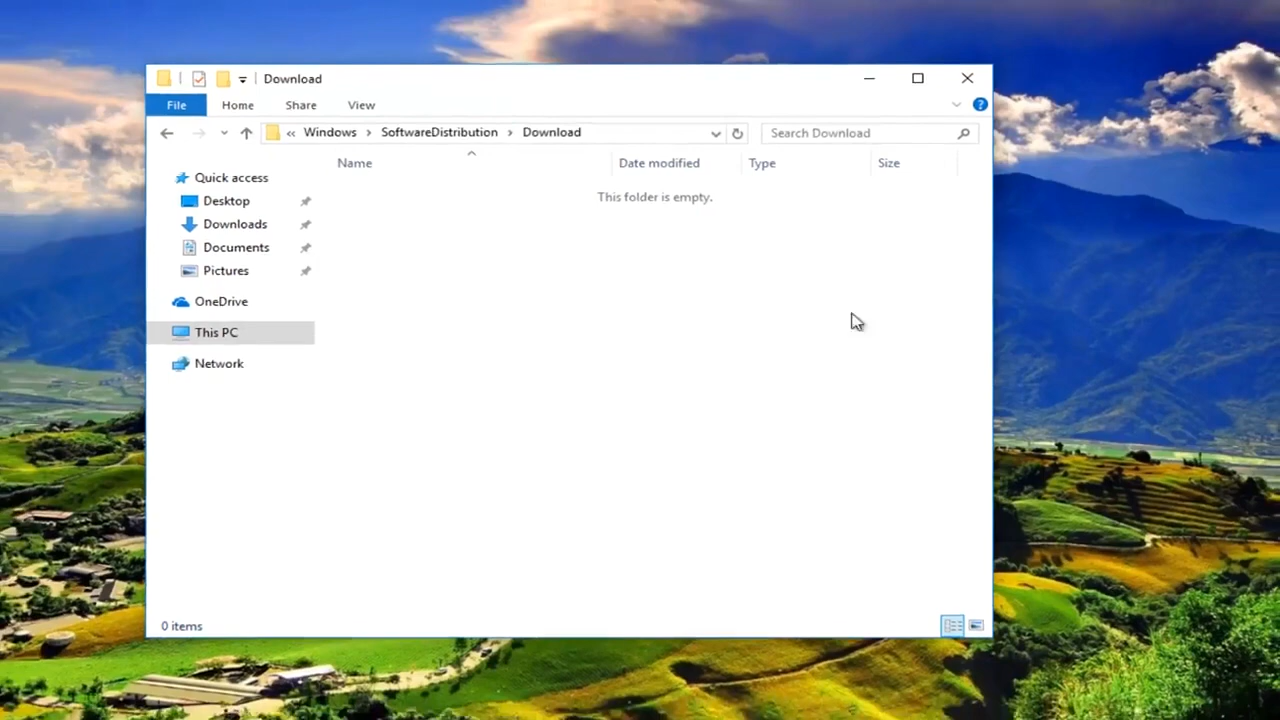 Download
File Home Share View
« Windows › SoftwareDistribution › Download
Search Download
Name Date modified Type Size
This folder is empty.
Quick access
Desktop
Downloads
Documents
Pictures
OneDrive
This PC
Network
0 items